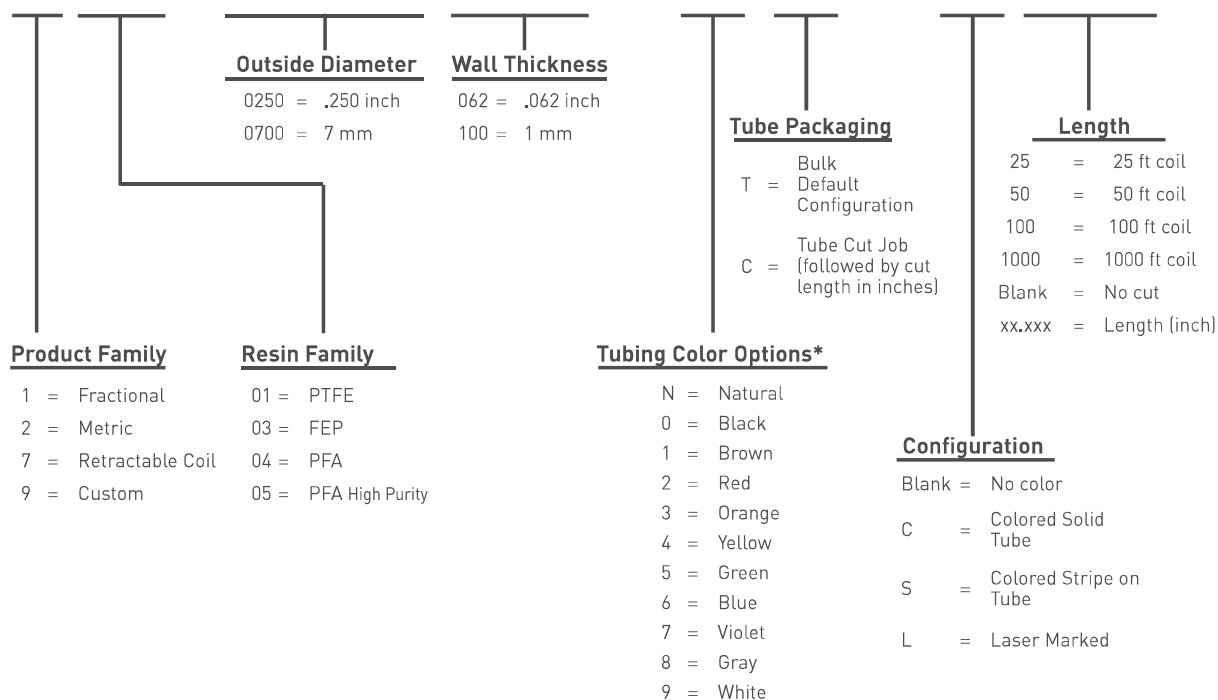 Outside Diameter
0250 = .250 inch
0700 = 7 mm
Wall Thickness
062 = .062 inch
100 = 1 mm
Tube Packaging
T = Bulk
Default
Configuration
C = Tube Cut Job
(followed by cut
length in inches)
Length
25 = 25 ft coil
50 = 50 ft coil
100 = 100 ft coil
1000 = 1000 ft coil
Blank = No cut
xx.xxx = Length (inch)
Product Family
1 = Fractional
2 = Metric
7 = Retractable Coil
9 = Custom
Resin Family
01 = PTFE
03 = FEP
04 = PFA
05 = PFA High Purity
Tubing Color Options*
N = Natural
0 = Black
1 = Brown
2 = Red
3 = Orange
4 = Yellow
5 = Green
6 = Blue
7 = Violet
8 = Gray
9 = White
Configuration
Blank = No color
C = Colored Solid
Tube
S = Colored Stripe on
Tube
L = Laser Marked